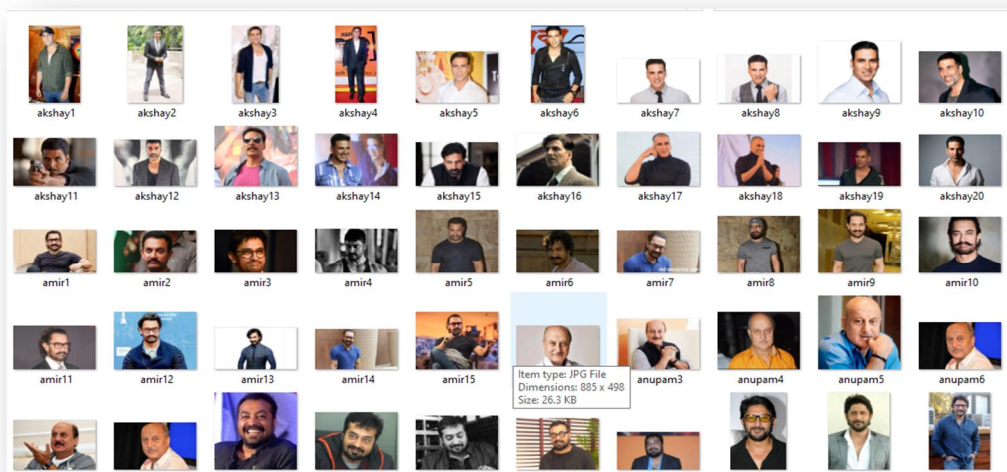 akshay1 akshay2 akshay3 akshay4 akshay5 akshay6 akshay7 akshay8 akshay9 akshay10
akshay11 akshay12 akshay13 akshay14 akshay15 akshay16 akshay17 akshay18 akshay19 akshay20
amir1 amir2 amir3 amir4 amir5 amir6 amir7 amir8 amir9 amir10
amir11 amir12 amir13 amir14 amir15 anupam3 anupam4 anupam5 anupam6
Item type: JPG File
Dimensions: 885 x 498
Size: 26.3 KB